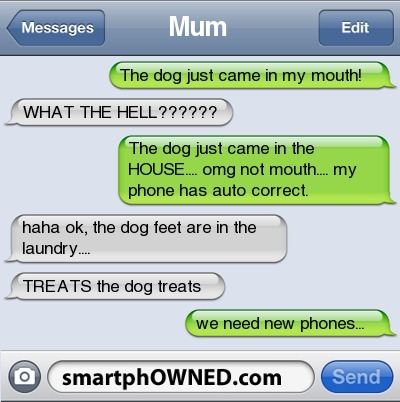 Messages
Mum
Edit
The dog just came in my mouth!
WHAT THE HELL??????
The dog just came in the
HOUSE.... omg not mouth.... my
phone has auto correct.
haha ok, the dog feet are in the
laundry....
TREATS the dog treats
we need new phones...
smartphOWNED.com
Send